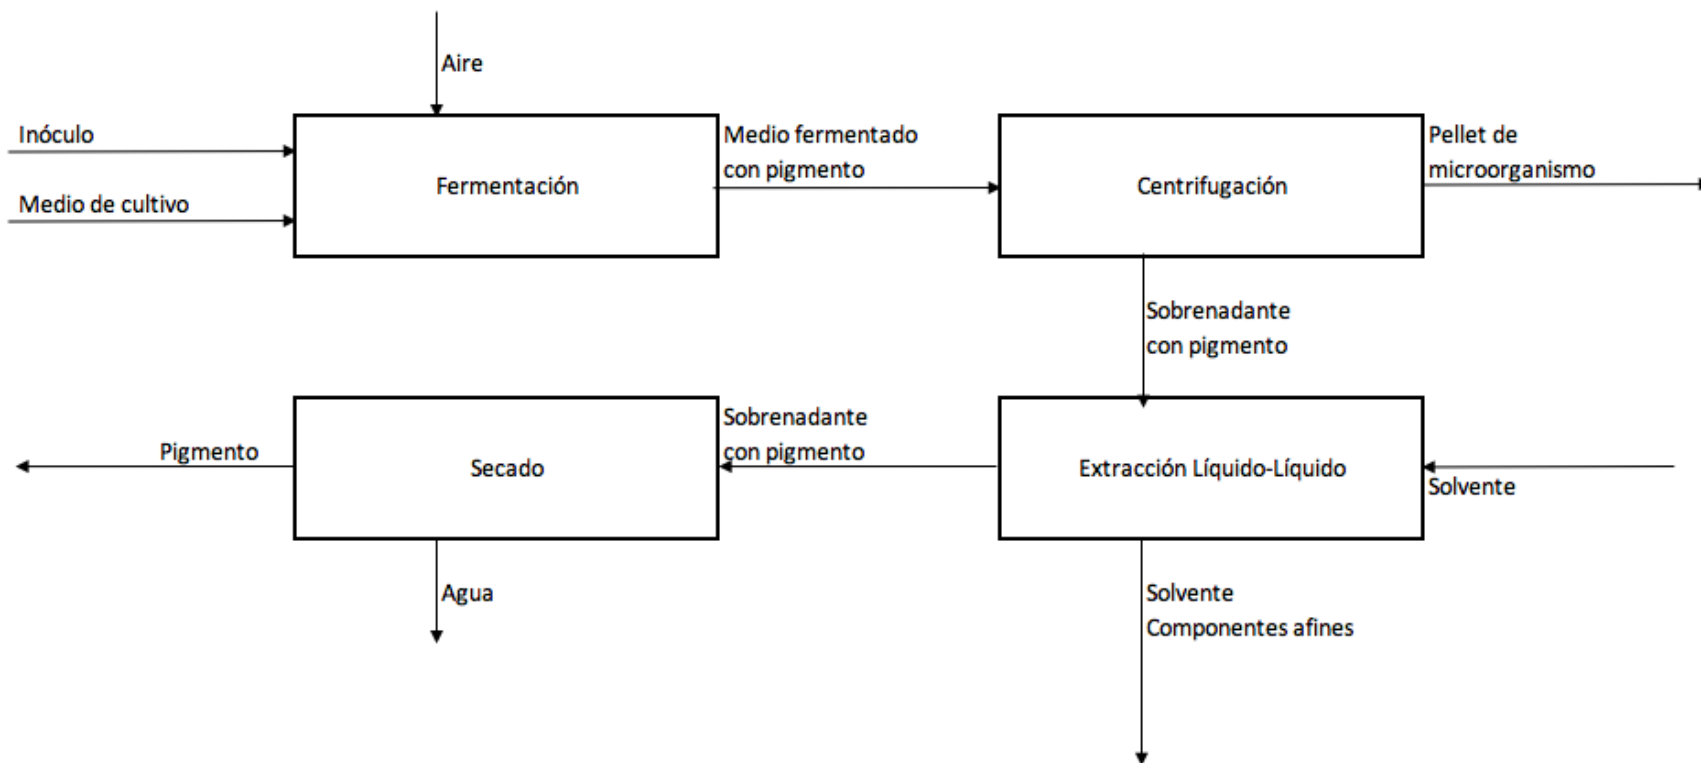 Aire
Inóculo
Medio de cultivo
Fermentación
Medio fermentado
con pigmento
Centrifugación
Pellet de
microorganismo
Sobrenadante
con pigmento
Pigmento
Secado
Sobrenadante
con pigmento
Extracción Líquido-Líquido
Solvente
Agua
Solvente
Componentes afines